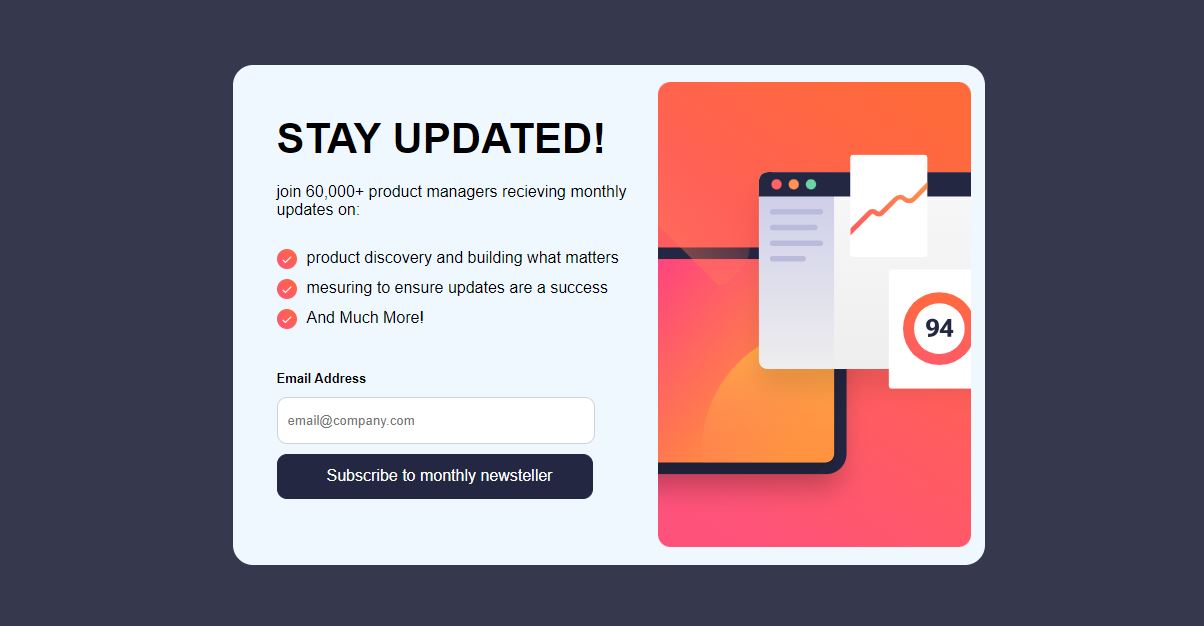 STAY UPDATED!
join 60,000+ product managers recieving monthly
updates on:
product discovery and building what matters
mesuring to ensure updates are a success
And Much More!
Email Address
email@company.com
Subscribe to monthly newsteller
94